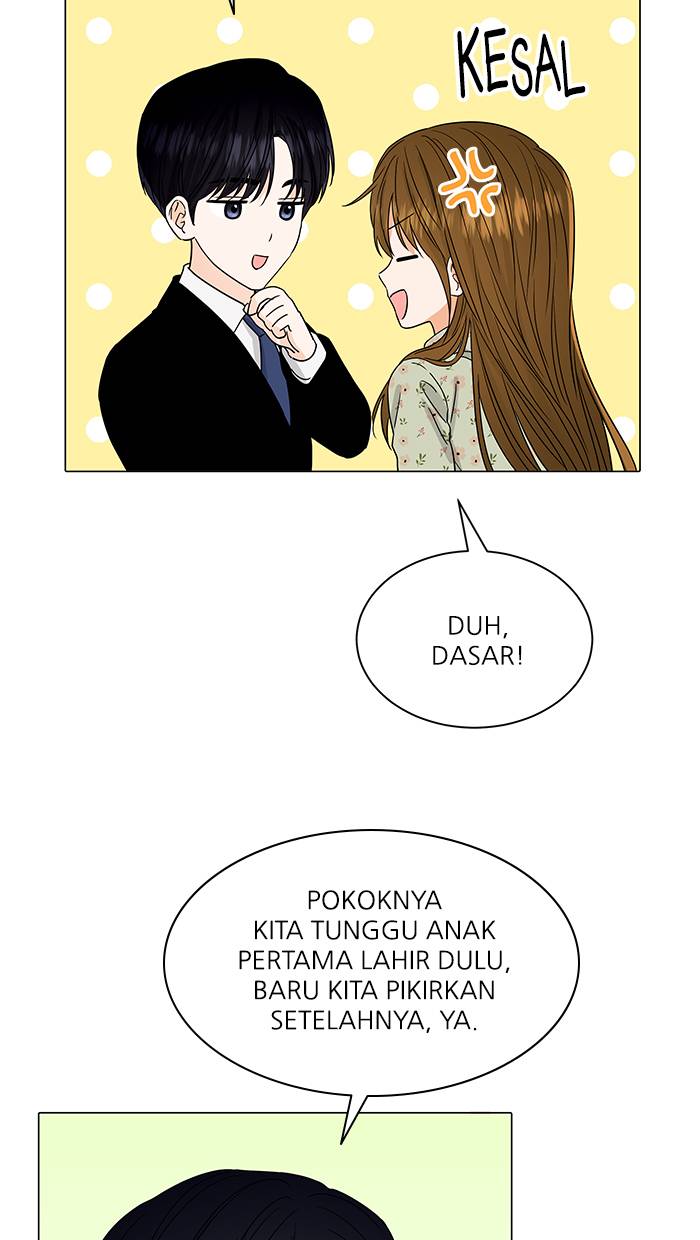 KESAL
DUH,
DASAR!
POKOKNYA
KITA TUNGGU ANAK
PERTAMA LAHIR DULU,
BARU KITA PIKIRKAN
SETELAHNYA, YA.